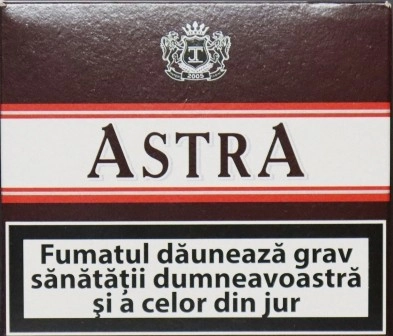 T
2005
ASTRA
Fumatul dăunează grav
sănătății dumneavoastră
și a celor din jur